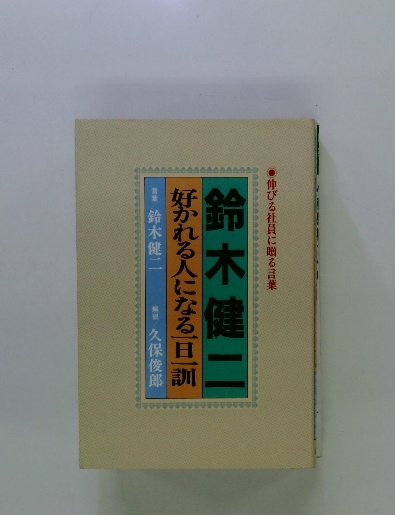 ●伸びる社員に贈る言葉
鈴木健二
好かれる人になる一日一訓
言葉 鈴木健二
解説 久保俊郎